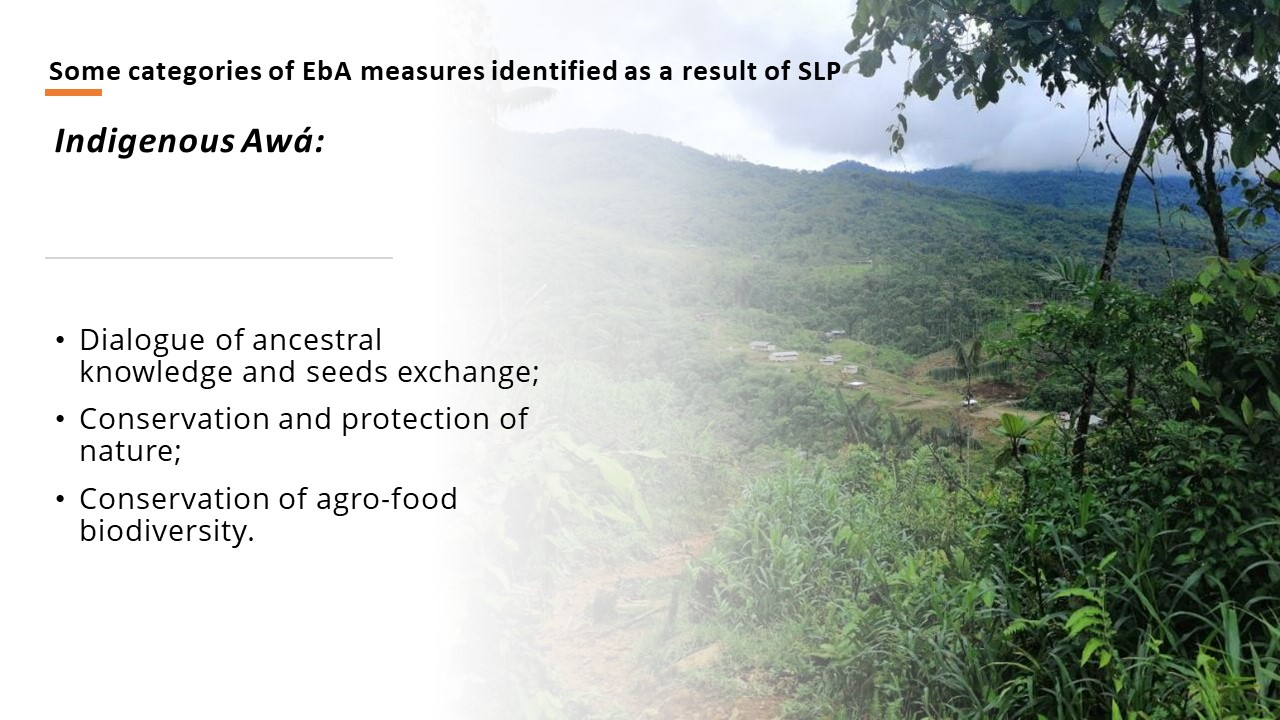 Some categories of EbA measures identified as a result of SLP
Indigenous Awá:
• Dialogue of ancestral
knowledge and seeds exchange;
• Conservation and protection of
nature;
• Conservation of agro-food
biodiversity.